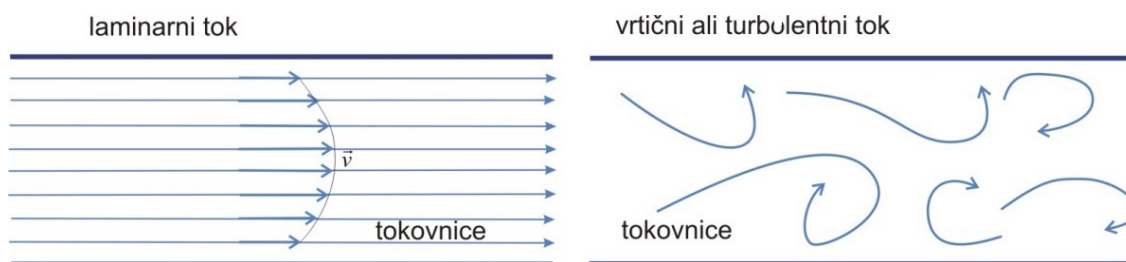 laminarni tok
v
tokovnice
vrtični ali turbulentni tok
tokovnice